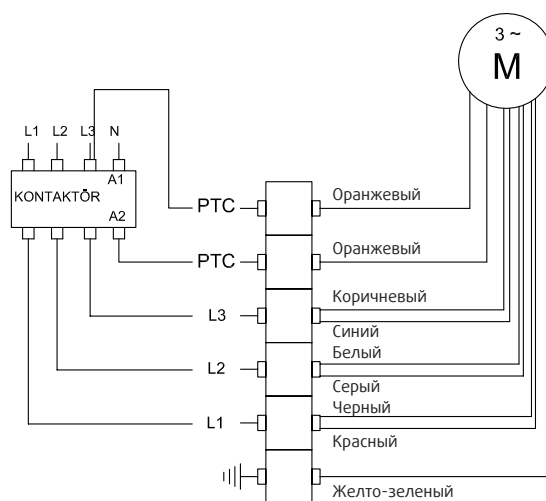 3 ~
M
L1 L2 L3 N
A1
KONTAKTÖR
A2
PTC Оранжевый
PTC Оранжевый
L3 Коричневый
Синий
L2 Белый
Серый
L1 Черный
Красный
Желто-зеленый